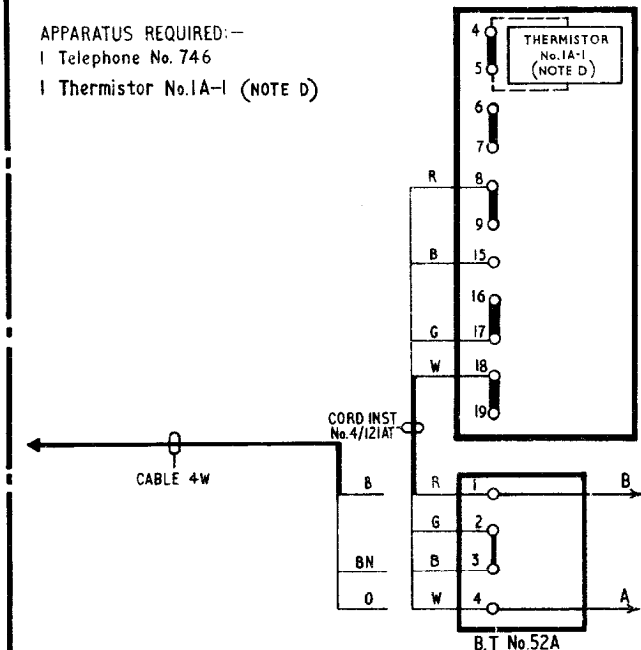 APPARATUS REQUIRED:—
1 Telephone No. 746
1 Thermistor No.1A-1 (NOTE D)
4
THERMISTOR
No.1A-1
(NOTE D)
5
6
7
R
8
9
B
15
16
G
17
W
18
19
CORD INST
No.4/121AT
CABLE 4W
B
R
1
B
G
2
BN
B
3
O
W
4
A
B.T No.52A